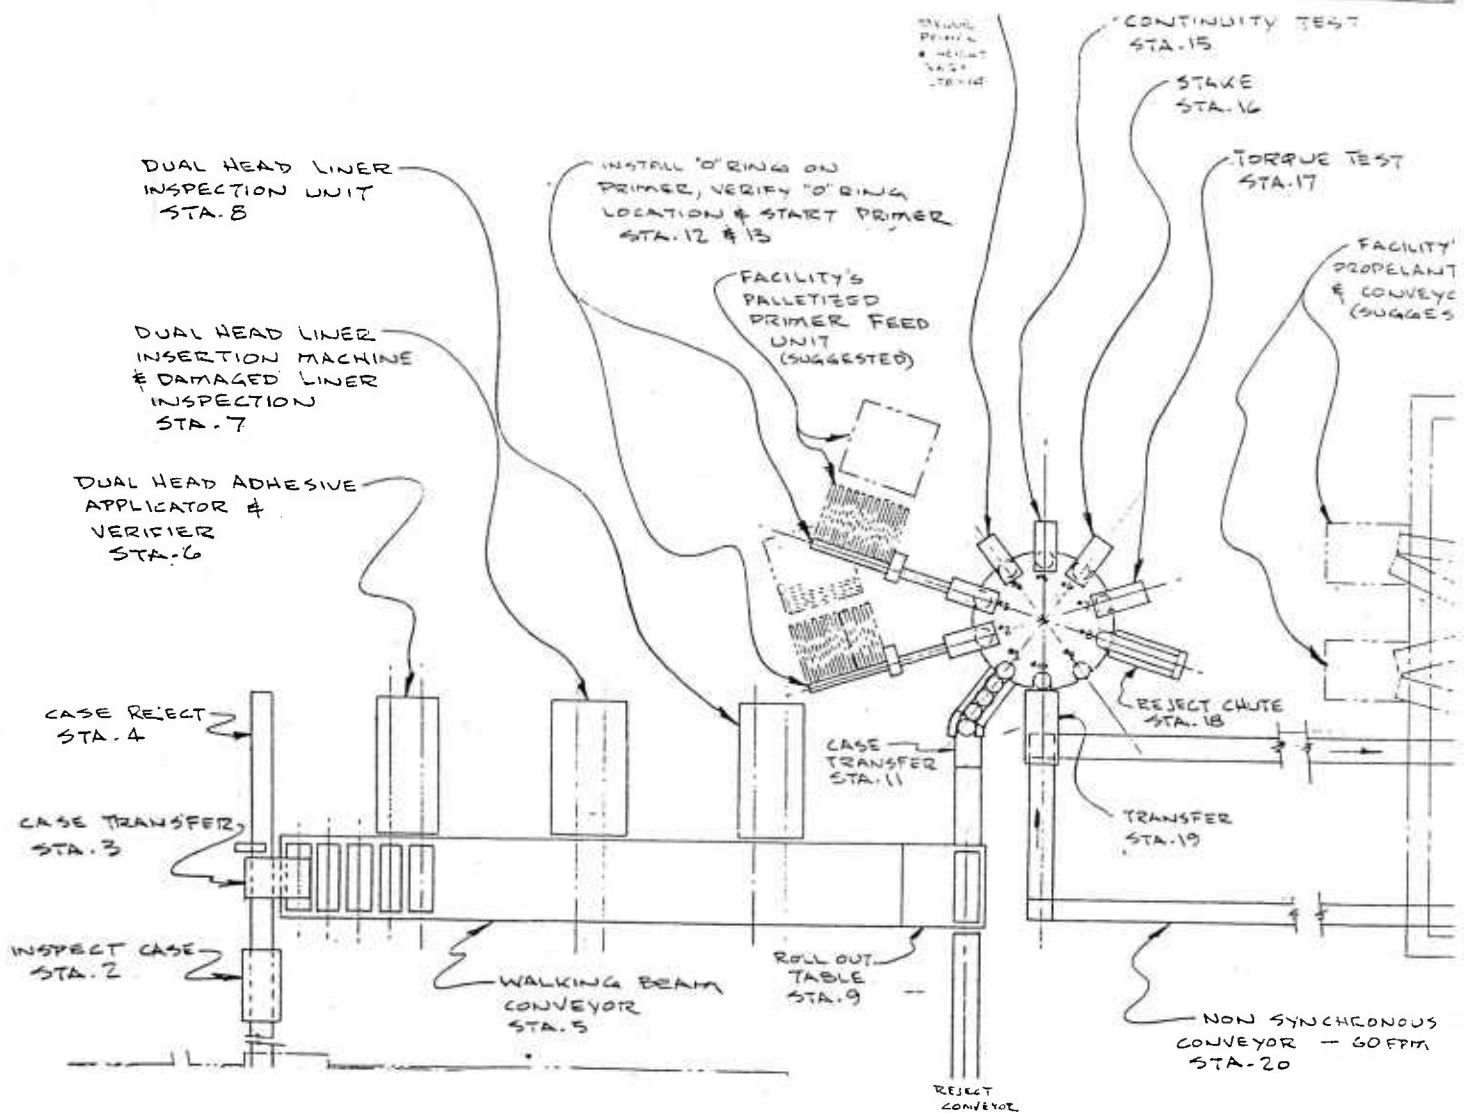 CONTINUITY TEST
STA.15
STAKE
STA.16
TORQUE TEST
STA.17
DUAL HEAD LINER
INSPECTION UNIT
STA.8
INSTALL "O" RING ON
PRIMER, VERIFY "O" RING
LOCATION & START PRIMER
STA.12 & 13
FACILITY'S
PALLETIZED
PRIMER FEED
UNIT
(SUGGESTED)
FACILITY'
PROPELANT
& CONVEYO
(SUGGES
DUAL HEAD LINER
INSERTION MACHINE
& DAMAGED LINER
INSPECTION
STA.7
DUAL HEAD ADHESIVE
APPLICATOR &
VERIFIER
STA.6
CASE REJECT
STA.4
CASE TRANSFER
STA.3
INSPECT CASE
STA.2
WALKING BEAM
CONVEYOR
STA.5
ROLL OUT
TABLE
STA.9
CASE
TRANSFER
STA.11
REJECT CHUTE
STA.18
TRANSFER
STA.19
NON SYNCHRONOUS
CONVEYOR - 60 FPM
STA-20
REJECT
CONVEYOR